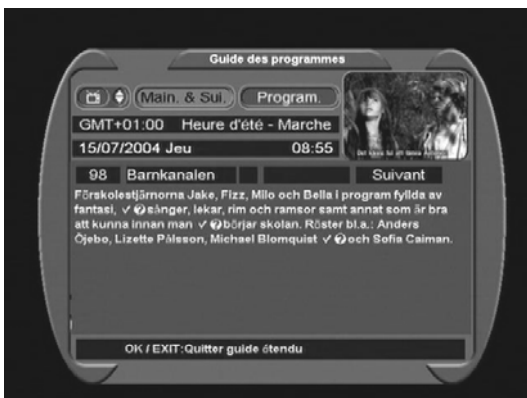 Guide des programmes
Main. & Sui. Program.
GMT+01:00 Heure d'été - Marche
15/07/2004 Jeu 08:55
98 Barnkanalen Suivant
Förskolestjärnorna Jake, Fizz, Milo och Bella i program fyllda av
fantasi, ✓ ?sånger, lekar, rim och ramsor samt annat som är bra
att kunna innan man ✓ ?börjar skolan. Röster bl.a.: Anders
Öjebo, Lizette Pålsson, Michael Blomquist ✓ ?och Sofia Caiman.
OK / EXIT:Quitter guide étendu